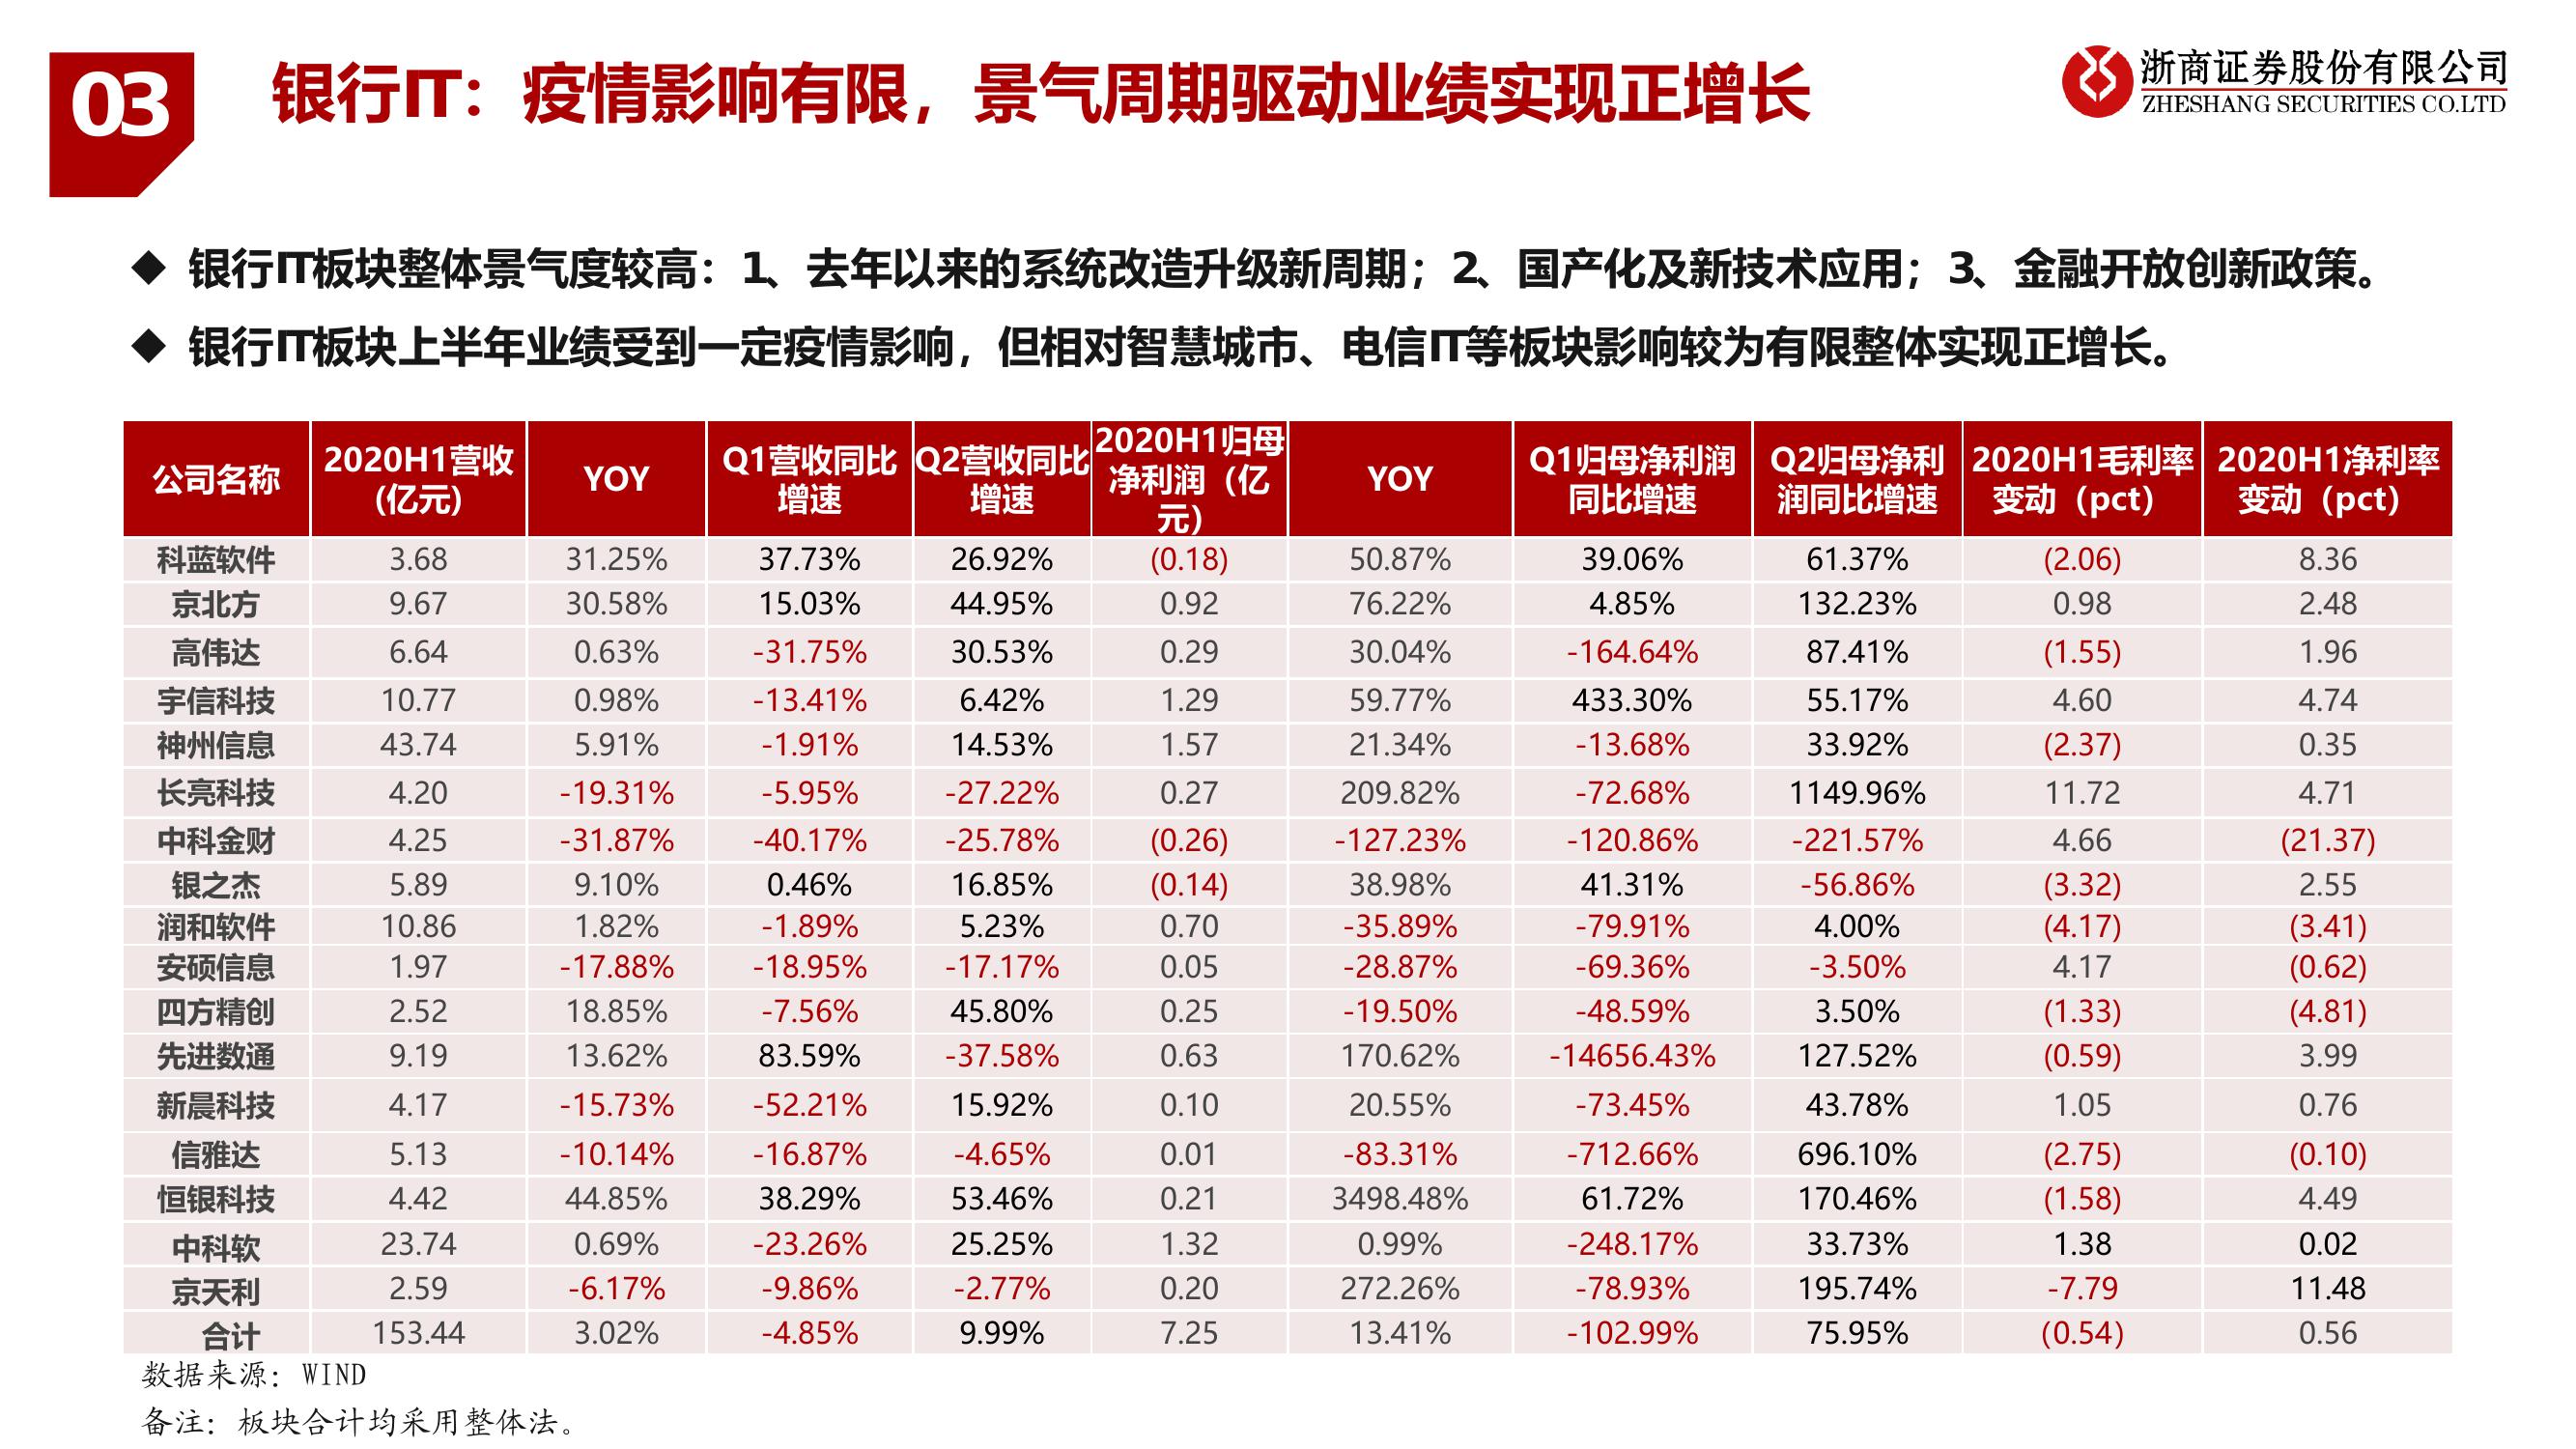 03
银行IT：疫情影响有限，景气周期驱动业绩实现正增长
浙商证券股份有限公司
ZHESHANG SECURITIES CO.LTD
◆ 银行IT板块整体景气度较高：1、去年以来的系统改造升级新周期；2、国产化及新技术应用；3、金融开放创新政策。
◆ 银行IT板块上半年业绩受到一定疫情影响，但相对智慧城市、电信IT等板块影响较为有限整体实现正增长。
公司名称 2020H1营收(亿元) YOY Q1营收同比增速 Q2营收同比增速 2020H1归母净利润（亿元） YOY Q1归母净利润同比增速 Q2归母净利润同比增速 2020H1毛利率变动（pct） 2020H1净利率变动（pct）
科蓝软件 3.68 31.25% 37.73% 26.92% (0.18) 50.87% 39.06% 61.37% (2.06) 8.36
京北方 9.67 30.58% 15.03% 44.95% 0.92 76.22% 4.85% 132.23% 0.98 2.48
高伟达 6.64 0.63% -31.75% 30.53% 0.29 30.04% -164.64% 87.41% (1.55) 1.96
宇信科技 10.77 0.98% -13.41% 6.42% 1.29 59.77% 433.30% 55.17% 4.60 4.74
神州信息 43.74 5.91% -1.91% 14.53% 1.57 21.34% -13.68% 33.92% (2.37) 0.35
长亮科技 4.20 -19.31% -5.95% -27.22% 0.27 209.82% -72.68% 1149.96% 11.72 4.71
中科金财 4.25 -31.87% -40.17% -25.78% (0.26) -127.23% -120.86% -221.57% 4.66 (21.37)
银之杰 5.89 9.10% 0.46% 16.85% (0.14) 38.98% 41.31% -56.86% (3.32) 2.55
润和软件 10.86 1.82% -1.89% 5.23% 0.70 -35.89% -79.91% 4.00% (4.17) (3.41)
安硕信息 1.97 -17.88% -18.95% -17.17% 0.05 -28.87% -69.36% -3.50% 4.17 (0.62)
四方精创 2.52 18.85% -7.56% 45.80% 0.25 -19.50% -48.59% 3.50% (1.33) (4.81)
先进数通 9.19 13.62% 83.59% -37.58% 0.63 170.62% -14656.43% 127.52% (0.59) 3.99
新晨科技 4.17 -15.73% -52.21% 15.92% 0.10 20.55% -73.45% 43.78% 1.05 0.76
信雅达 5.13 -10.14% -16.87% -4.65% 0.01 -83.31% -712.66% 696.10% (2.75) (0.10)
恒银科技 4.42 44.85% 38.29% 53.46% 0.21 3498.48% 61.72% 170.46% (1.58) 4.49
中科软 23.74 0.69% -23.26% 25.25% 1.32 0.99% -248.17% 33.73% 1.38 0.02
京天利 2.59 -6.17% -9.86% -2.77% 0.20 272.26% -78.93% 195.74% -7.79 11.48
合计 153.44 3.02% -4.85% 9.99% 7.25 13.41% -102.99% 75.95% (0.54) 0.56
数据来源：WIND
备注：板块合计均采用整体法。